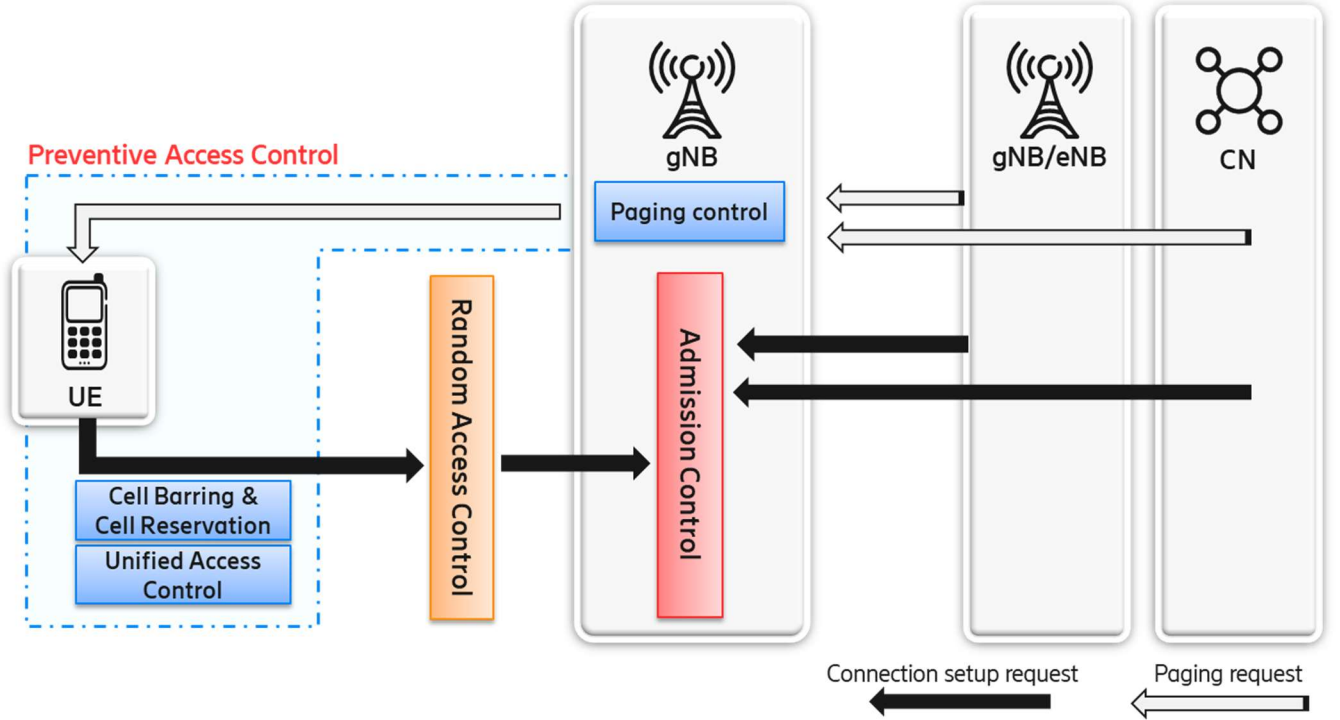 gNB
gNB/eNB
CN
Preventive Access Control
Paging control
UE
Random Access Control
Admission Control
Cell Barring &
Cell Reservation
Unified Access
Control
Connection setup request
Paging request